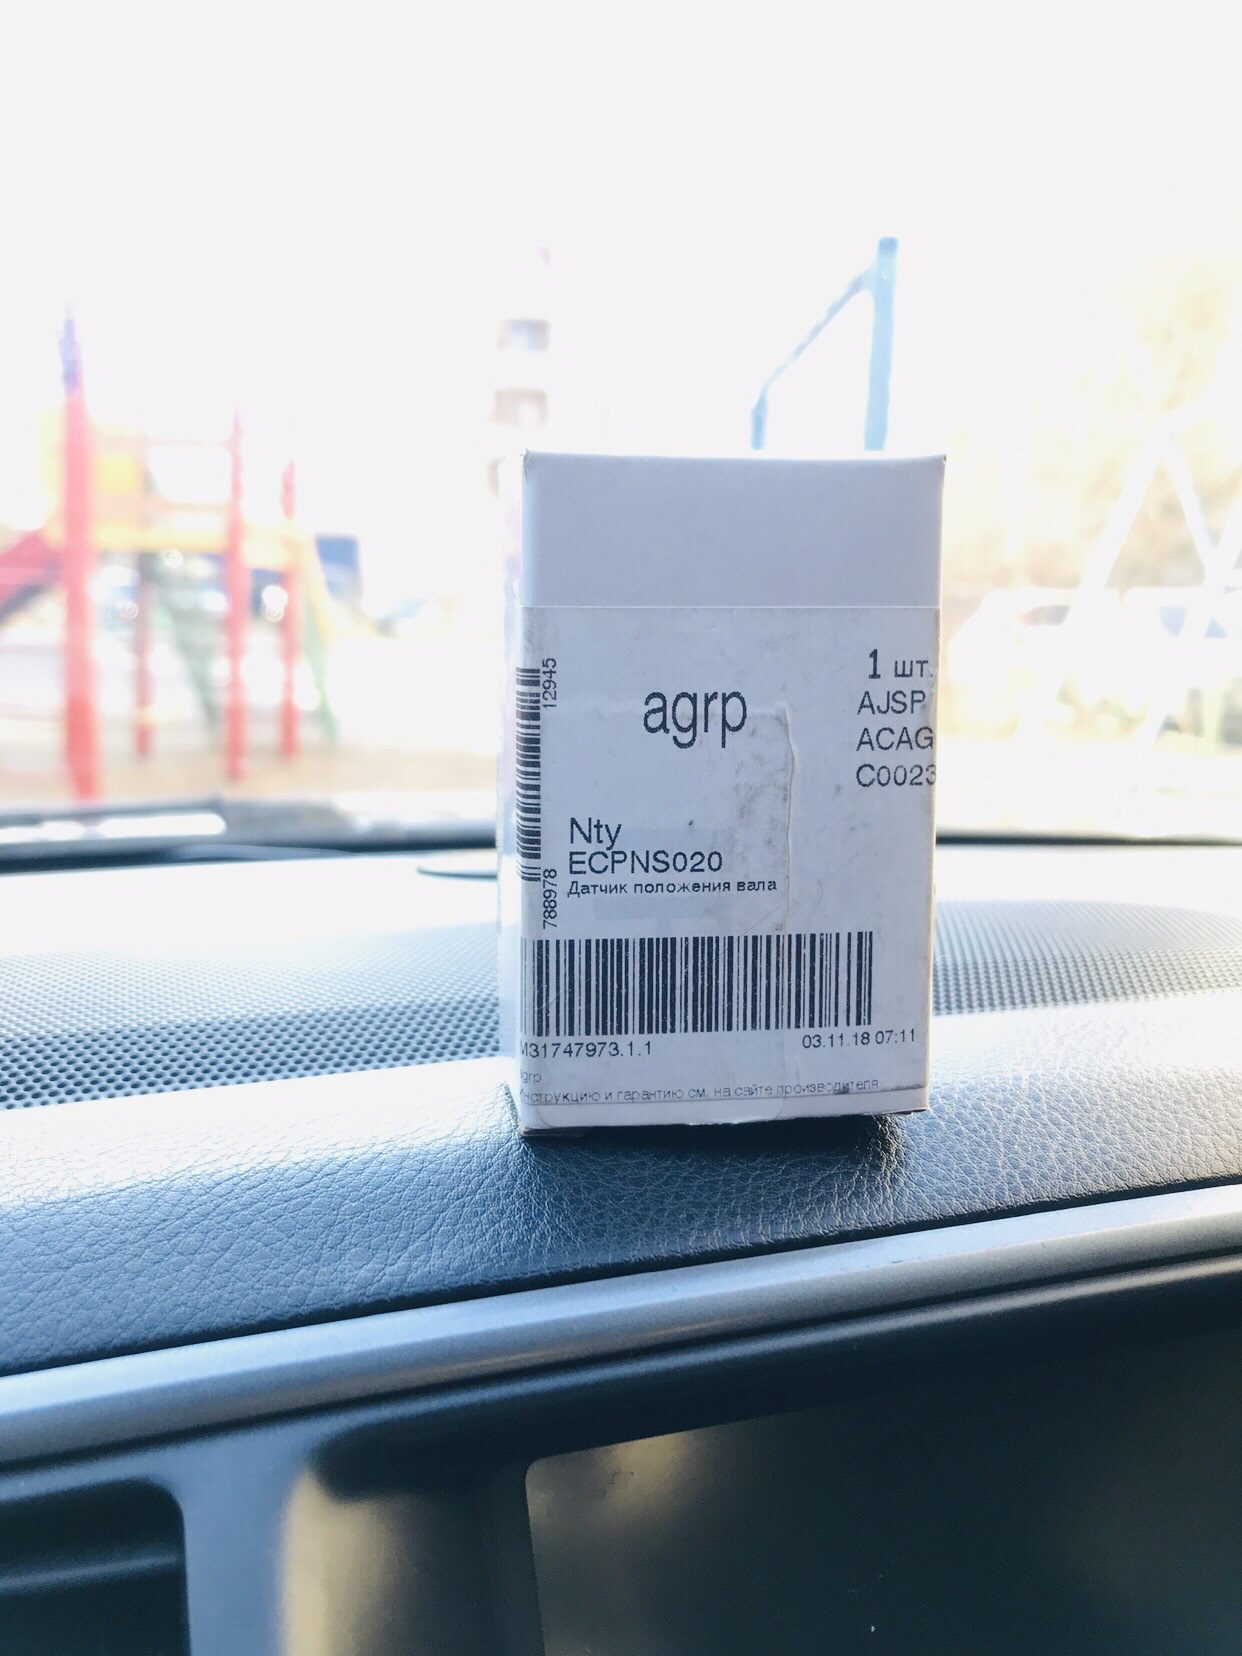 12945
788978
agrp
1 шт.
AJSP
ACAG
C0023
Nty
ECPNS020
Датчик положения вала
M31747973.1.1
03.11.18 07:11
agrp
Инструкцию и гарантию см. на сайте производителя